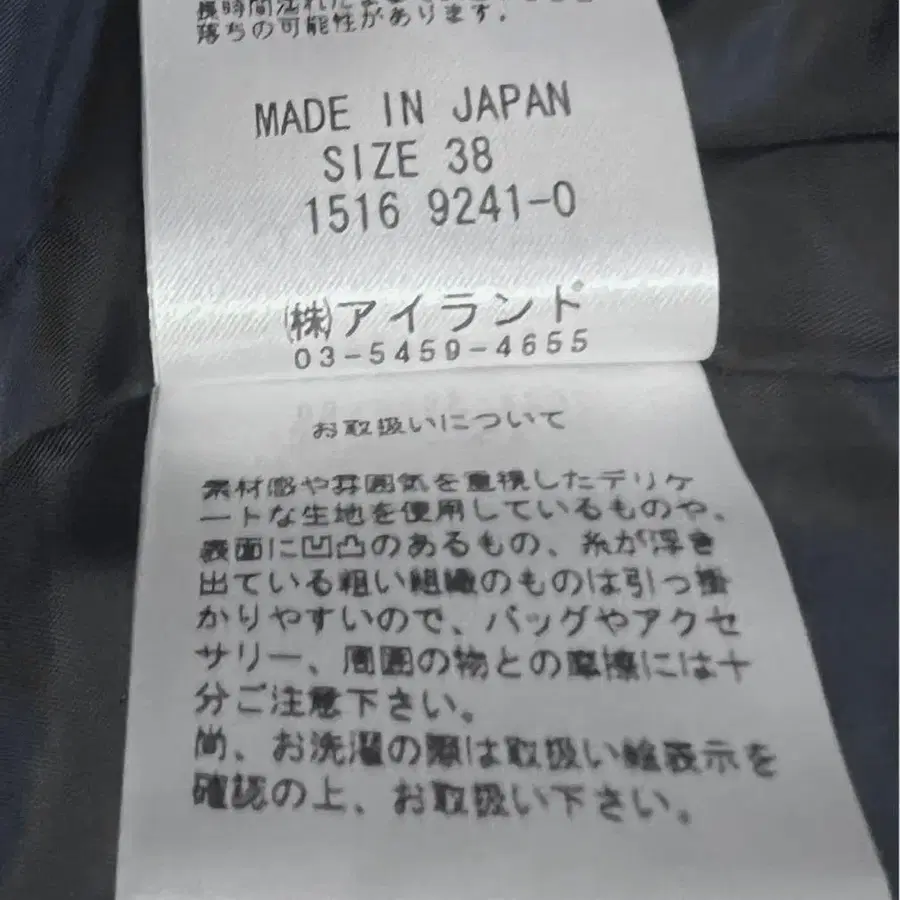 長時間
落ちの可能性があります。
MADE IN JAPAN
SIZE 38
1516 9241-0
㈱アイランド
03-5459-4655
お取扱いについて
素材感や雰囲気を重視したデリケ
ートな生地を使用しているものや、
表面に凹凸のあるもの、糸が浮き
出ている粗い組織のものは引っ掛
かりやすいので、バッグやアクセ
サリー、周囲の物との摩擦には十
分ご注意下さい。
尚、お洗濯の際は取扱い絵表示を
確認の上、お取扱い下さい。